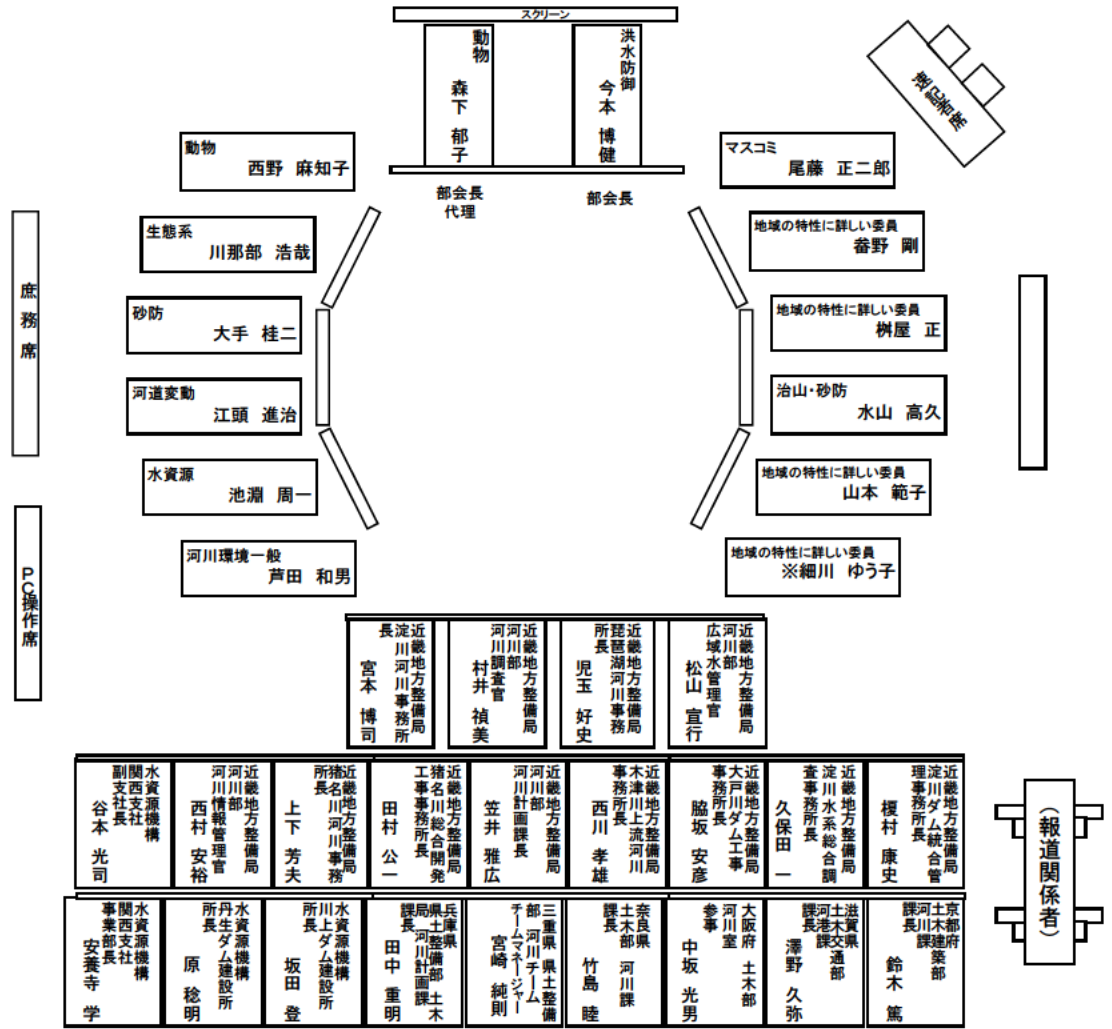 スクリーン
動物
森下 郁子
洪水防御
今本 博健
速記者席
部会長
代理
部会長
動物
西野 麻知子
マスコミ
尾藤 正二郎
生態系
川那部 浩哉
地域の特性に詳しい委員
畚野 剛
砂防
大手 桂二
地域の特性に詳しい委員
桝屋 正
河道変動
江頭 進治
治山・砂防
水山 高久
水資源
池淵 周一
地域の特性に詳しい委員
山本 範子
河川環境一般
芦田 和男
地域の特性に詳しい委員
※細川 ゆう子
庶務席
PC操作席
近畿地方整備局
淀川河川事務所
長
宮本 博司
近畿地方整備局
河川部
河川調査官
村井 禎美
近畿地方整備局
琵琶湖河川事務
所長
児玉 好史
近畿地方整備局
河川部
広域水管理官
松山 宣行
水資源機構
関西支社
副支社長
谷本 光司
近畿地方整備局
河川部
河川情報管理官
西村 安裕
近畿地方整備局
猪名川河川事務
所長
上下 芳夫
近畿地方整備局
猪名川総合開発
工事事務所長
田村 公一
近畿地方整備局
河川部
河川計画課長
笠井 雅広
近畿地方整備局
木津川上流河川
事務所長
西川 孝雄
近畿地方整備局
大戸川ダム工事
事務所長
脇坂 安彦
近畿地方整備局
淀川水系総合調
査事務所長
久保田 一
近畿地方整備局
淀川ダム統合管
理事務所長
榎村 康史
水資源機構
関西支社
事業部長
安養寺 学
水資源機構
丹生ダム建設所
所長
原 稔明
水資源機構
川上ダム建設所
所長
坂田 登
兵庫県
県土整備部 土木
局 河川計画課
課長
田中 重明
三重県 県土整備
部 河川チーム
チームマネージャー
宮崎 純則
奈良県
土木部 河川課
課長
竹島 睦
大阪府 土木部
河川室
参事
中坂 光男
滋賀県
土木交通部
河港課
課長
澤野 久弥
京都府
土木建築部
河川課
課長
鈴木 篤
（報道関係者）